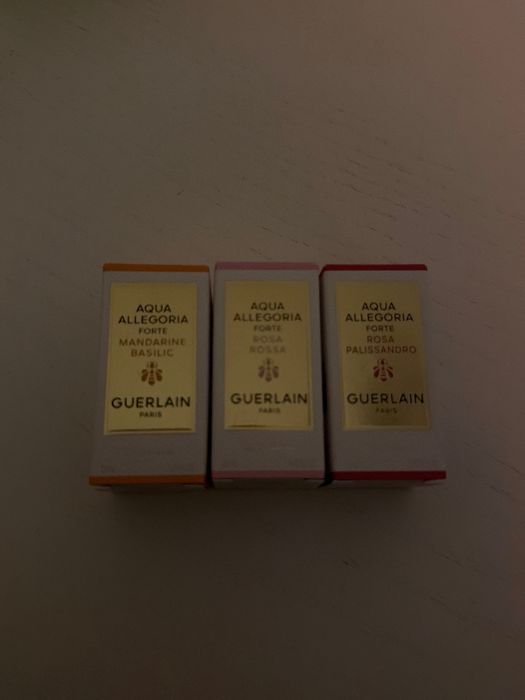 AQUA
ALLEGORIA
FORTE
MANDARINE
BASILIC
GUERLAIN
PARIS
AQUA
ALLEGORIA
FORTE
ROSA
ROSSA
GUERLAIN
PARIS
AQUA
ALLEGORIA
FORTE
ROSA
PALISSANDRO
GUERLAIN
PARIS